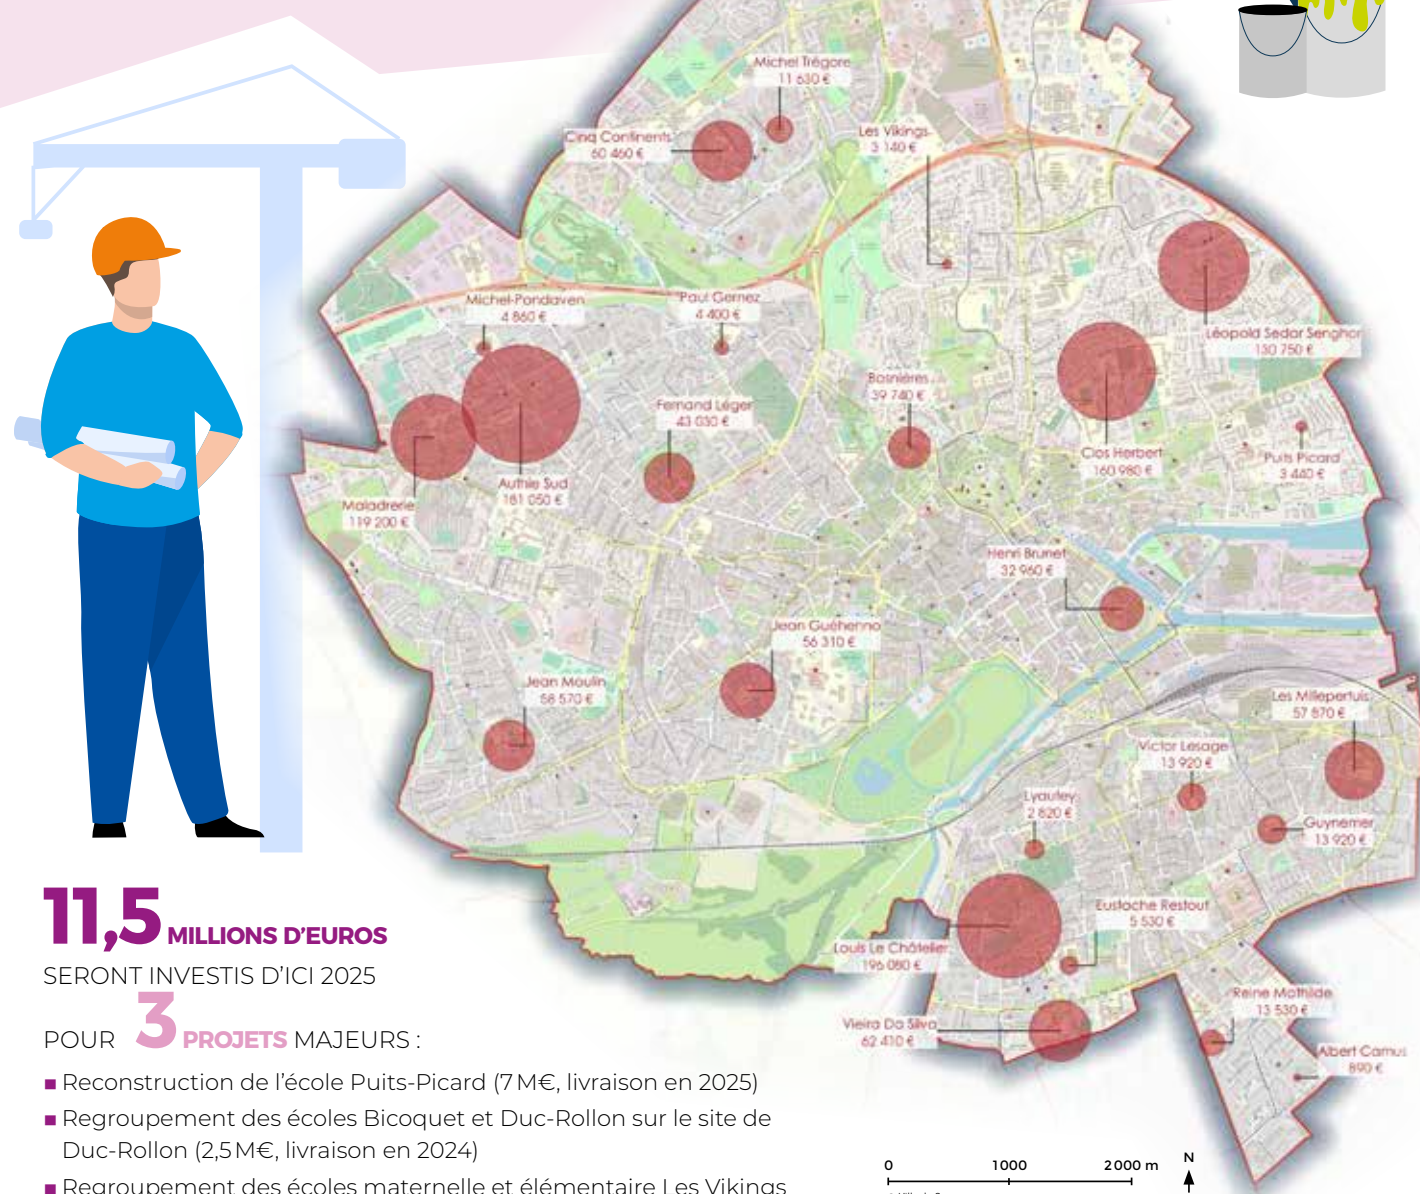 Michel Trégore
11 630 €
Cinq Continents
60 460 €
Les Vikings
3 140 €
Michel-Pondaven
4 860 €
Paul Gernez
4 400 €
Léopold Sedar Senghor
130 750 €
Bosnières
39 740 €
Fernand Léger
43 030 €
Clos Herbert
160 980 €
Puits Picard
3 440 €
Authie Sud
181 050 €
Maladrerie
119 200 €
Henri Brunet
32 960 €
Jean Guéhenno
56 310 €
Jean Moulin
58 570 €
Les Millepertuis
57 870 €
Victor Lesage
13 920 €
Lyautey
2 820 €
Guynemer
13 920 €
Eustache Restout
5 530 €
Louis Le Châtelier
196 080 €
Reine Mathilde
13 530 €
Vieira Da Silva
62 410 €
Albert Camus
890 €
11,5 MILLIONS D'EUROS
SERONT INVESTIS D'ICI 2025
POUR 3 PROJETS MAJEURS :
■ Reconstruction de l'école Puits-Picard (7 M€, livraison en 2025)
■ Regroupement des écoles Bicoquet et Duc-Rollon sur le site de
Duc-Rollon (2,5 M€, livraison en 2024)
■ Regroupement des écoles maternelle et élémentaire Les Vikings
0 1000 2000 m
N